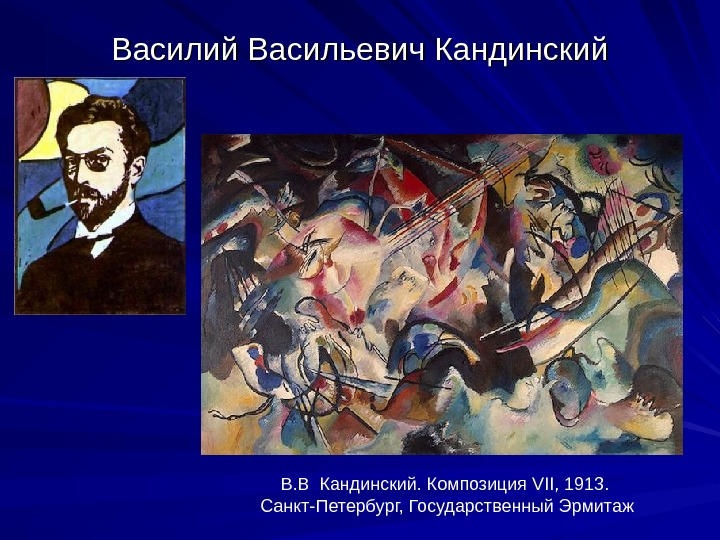 Василий Васильевич Кандинский
В.В  Кандинский. Композиция VII, 1913.
Санкт-Петербург, Государственный Эрмитаж